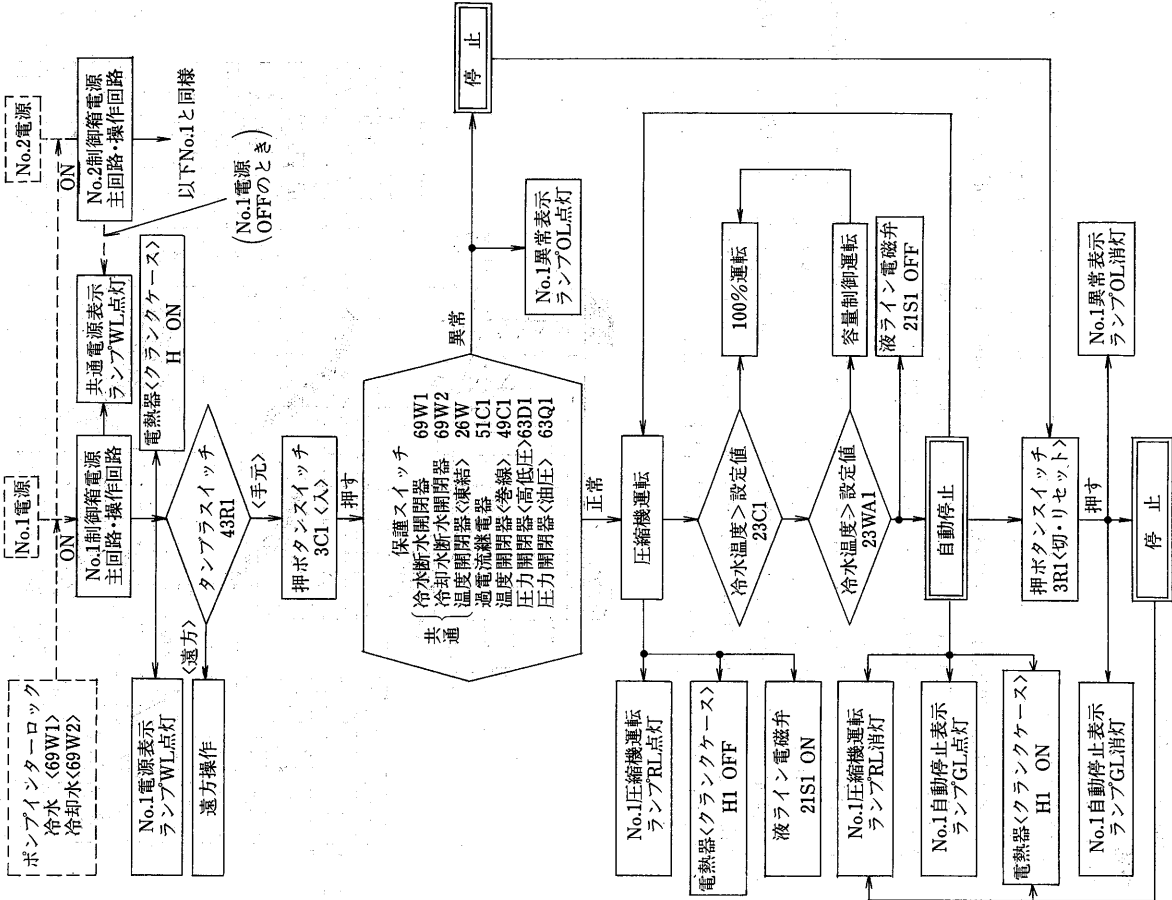 No.1電源
No.2電源
ポンプインターロック
冷水 〈69W1〉
冷却水〈69W2〉
ON
ON
No.1制御箱電源
主回路・操作回路
No.2制御箱電源
主回路・操作回路
共通電源表示
ランプWL点灯
以下No.1と同様
(No.1電源
OFFのとき)
No.1電源表示
ランプWL点灯
電熱器〈クランクケース〉
H ON
タンブラスイッチ
43R1
〈遠方〉
遠方操作
〈手元〉
押ボタンスイッチ
3C1〈入〉
押す
保護スイッチ
共通
冷水断水開閉器 69W1
冷却水断水開閉器 69W2
温度開閉器〈凍結〉 26W
過電流継電器 51C1
温度開閉器〈巻線〉 49C1
圧力開閉器〈高低圧〉63D1
圧力開閉器〈油圧〉 63Q1
異常
停止
No.1異常表示
ランプOL点灯
正常
圧縮機運転
No.1圧縮機運転
ランプRL点灯
電熱器〈クランクケース〉
H1 OFF
液ライン電磁弁
21S1 ON
冷水温度>設定値
23C1
100%運転
冷水温度>設定値
23WA1
容量制御運転
液ライン電磁弁
21S1 OFF
自動停止
No.1圧縮機運転
ランプRL消灯
No.1自動停止表示
ランプGL点灯
電熱器〈クランクケース〉
H1 ON
押ボタンスイッチ
3R1〈切・リセット〉
押す
No.1異常表示
ランプOL消灯
No.1自動停止表示
ランプGL消灯
停止